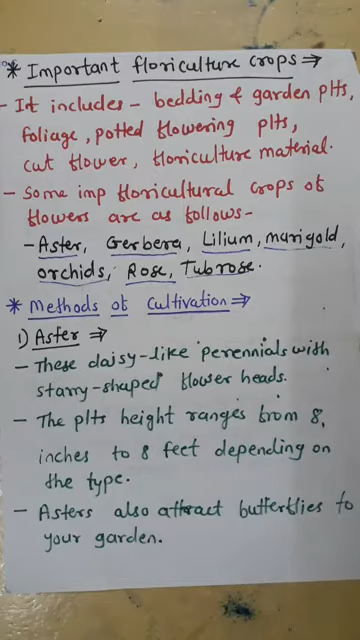 * Important floriculture crops ⇒
- It includes - bedding & garden plts,
foliage, potted flowering plts,
cut flower, floriculture material.
- Some imp floricultural crops of
flowers are as follows -
- Aster, Gerbera, Lilium, marigold,
orchids, Rose, Tubrose.
* Methods of cultivation ⇒
1) Aster ⇒
- These daisy-like perennials with
starry-shaped flower heads.
- The plts height ranges from 8,
inches to 8 feet depending on
the type.
- Asters also attract butterflies to
your garden.